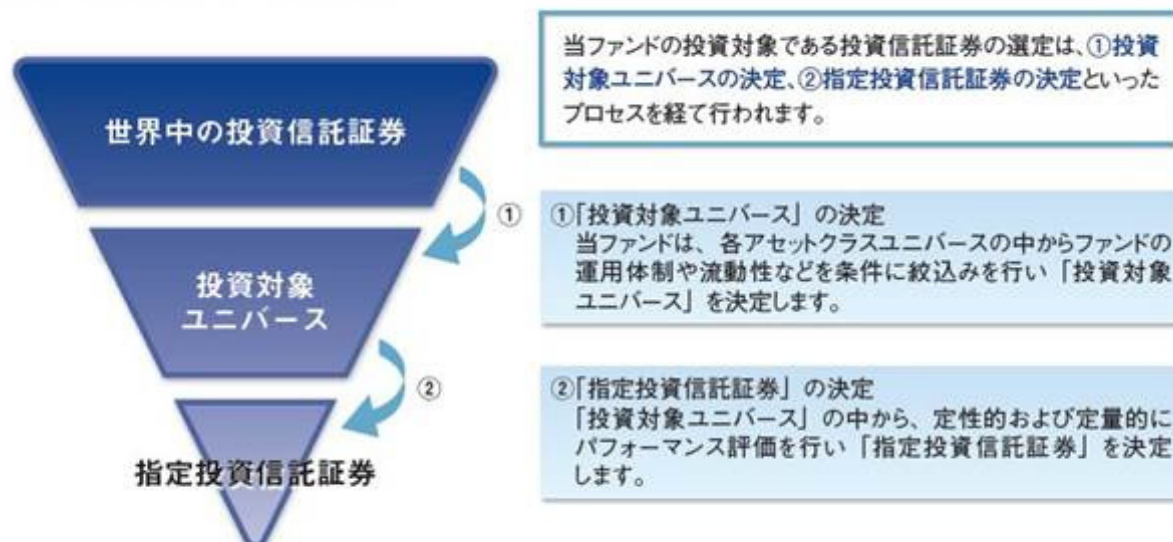 世界中の投資信託証券
①
投資対象
ユニバース
②
指定投資信託証券
当ファンドの投資対象である投資信託証券の選定は、①投資
対象ユニバースの決定、②指定投資信託証券の決定といった
プロセスを経て行われます。
①「投資対象ユニバース」の決定
当ファンドは、各アセットクラスユニバースの中からファンドの
運用体制や流動性などを条件に絞込みを行い「投資対象
ユニバース」を決定します。
②「指定投資信託証券」の決定
「投資対象ユニバース」の中から、定性的および定量的に
パフォーマンス評価を行い「指定投資信託証券」を決定
します。